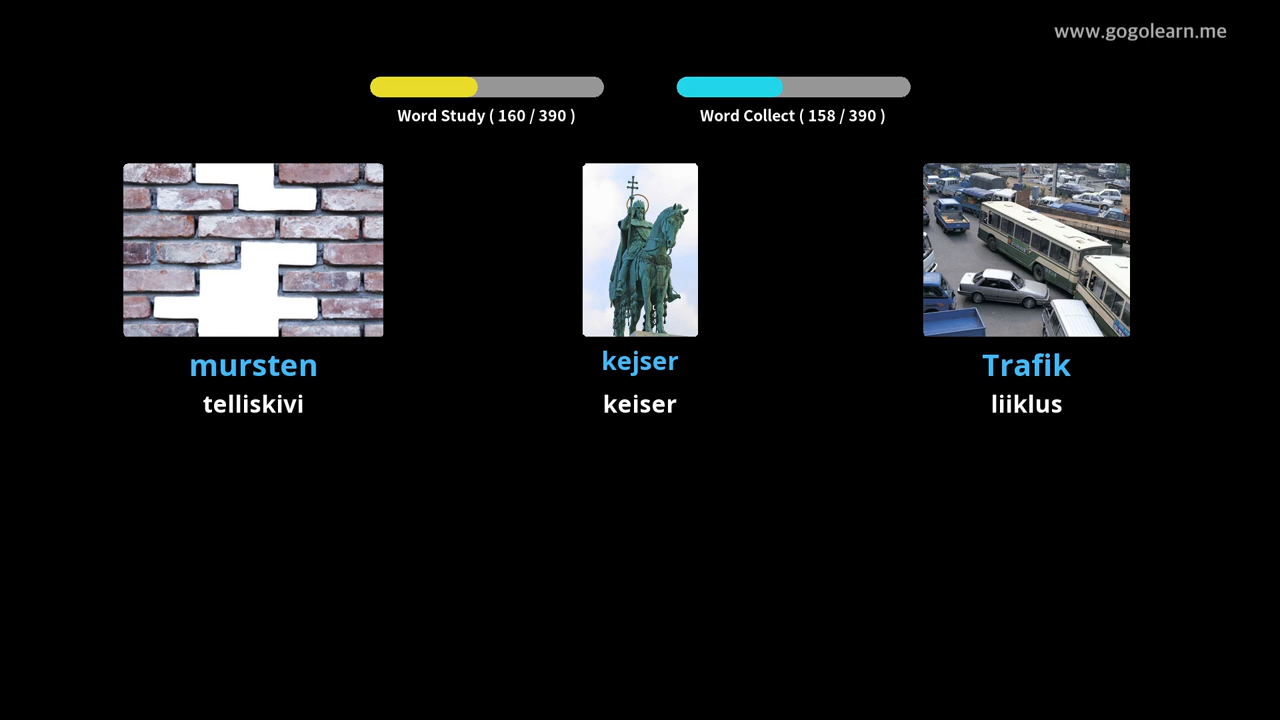 www.gogolearn.me
Word Study ( 160 / 390 )
Word Collect ( 158 / 390 )
mursten
kejser
Trafik
telliskivi
keiser
liiklus